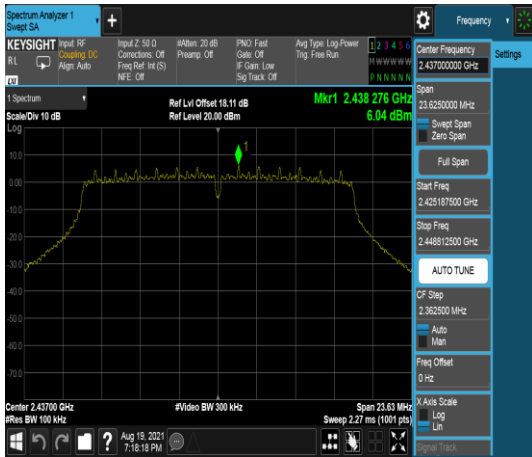 Spectrum Analyzer 1
Swept SA
Frequency
KEYSIGHT
RL
LXI
Input: RF
Coupling: DC
Align: Auto
Input Z: 50 Ω
Corrections: Off
Freq Ref: Int (S)
NFE: Off
#Atten: 20 dB
Preamp: Off
PNO: Fast
Gate: Off
IF Gain: Low
Sig Track: Off
Avg Type: Log-Power
Trig: Free Run
1 2 3 4 5 6
M W W W W W
P N N N N N
1 Spectrum
Scale/Div 10 dB
Log
Ref Lvl Offset 18.11 dB
Ref Level 20.00 dBm
Mkr1 2.438 276 GHz
6.04 dBm
1
10.0
0.00
-10.0
-20.0
-30.0
-40.0
-50.0
-60.0
-70.0
Center 2.43700 GHz
#Res BW 100 kHz
#Video BW 300 kHz
Span 23.63 MHz
Sweep 2.27 ms (1001 pts)
Aug 19, 2021
7:18:18 PM
Center Frequency
2.437000000 GHz
Settings
Span
23.6250000 MHz
Swept Span
Zero Span
Full Span
Start Freq
2.425187500 GHz
Stop Freq
2.448812500 GHz
AUTO TUNE
CF Step
2.362500 MHz
Auto
Man
Freq Offset
0 Hz
X Axis Scale
Log
Lin
Signal Track